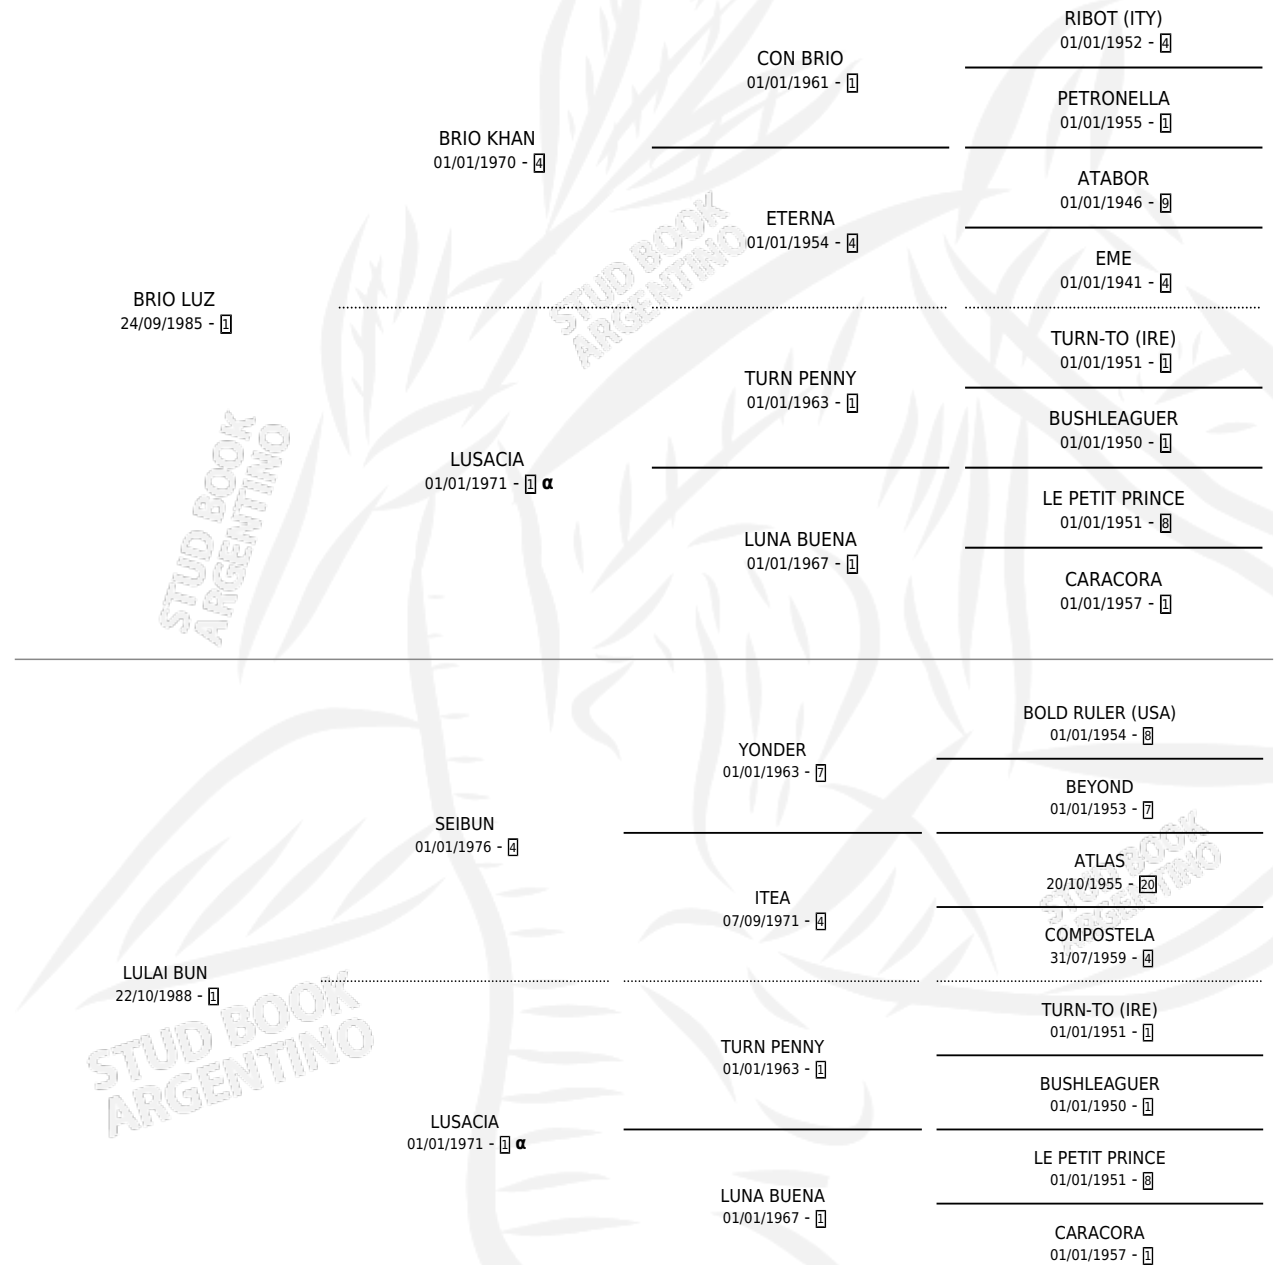 RIBOT (ITY)
01/01/1952 - 4
CON BRIO
01/01/1961 - 1
PETRONELLA
01/01/1955 - 1
BRIO KHAN
01/01/1970 - 4
ATABOR
01/01/1946 - 9
ETERNA
01/01/1954 - 4
EME
01/01/1941 - 4
BRIO LUZ
24/09/1985 - 1
TURN-TO (IRE)
01/01/1951 - 1
TURN PENNY
01/01/1963 - 1
BUSHLEAGUER
01/01/1950 - 1
LUSACIA
01/01/1971 - 1 α
LE PETIT PRINCE
01/01/1951 - 8
LUNA BUENA
01/01/1967 - 1
CARACORA
01/01/1957 - 1
STUD BOOK
ARGENTINO
STUD BOOK
ARGENTINO
BOLD RULER (USA)
01/01/1954 - 8
YONDER
01/01/1963 - 7
BEYOND
01/01/1953 - 7
SEIBUN
01/01/1976 - 4
ATLAS
20/10/1955 - 20
ITEA
07/09/1971 - 4
COMPOSTELA
31/07/1959 - 4
LULAI BUN
22/10/1988 - 1
TURN-TO (IRE)
01/01/1951 - 1
TURN PENNY
01/01/1963 - 1
BUSHLEAGUER
01/01/1950 - 1
LUSACIA
01/01/1971 - 1 α
LE PETIT PRINCE
01/01/1951 - 8
LUNA BUENA
01/01/1967 - 1
CARACORA
01/01/1957 - 1
STUD BOOK
ARGENTINO
STUD BOOK
ARGENTINO